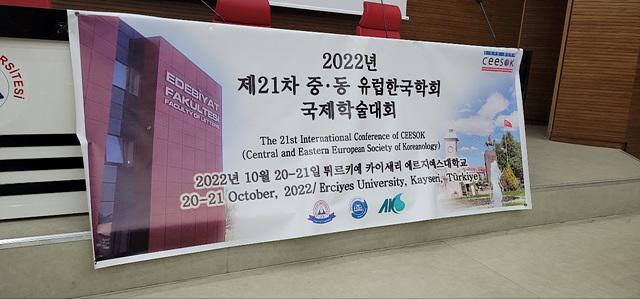 2022년
제21차 중·동 유럽한국학회
국제학술대회
The 21st International Conference of CEESOK
(Central and Eastern European Society of Koreanology)
2022년 10월 20-21일 튀르키예 카이세리 에르지예스대학교
20-21 October, 2022/ Erciyes University, Kayseri, Türkiye
EDEBİYAT
FAKÜLTESİ
FACULTY OF LETTERS
ceesOK
AKS
RSİTESİ